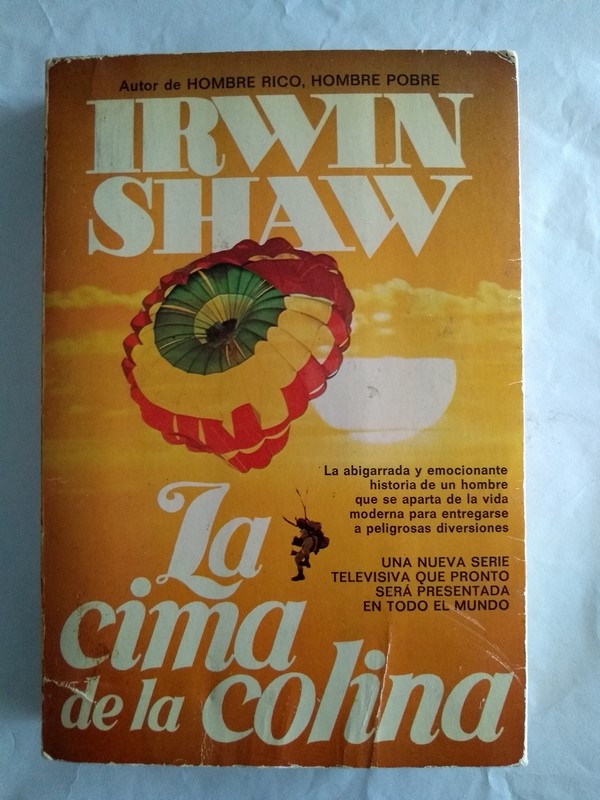 Autor de HOMBRE RICO, HOMBRE POBRE
IRWIN
SHAW
La abigarrada y emocionante
historia de un hombre
que se aparta de la vida
moderna para entregarse
a peligrosas diversiones
UNA NUEVA SERIE
TELEVISIVA QUE PRONTO
SERÁ PRESENTADA
EN TODO EL MUNDO
La
cima
de la colina